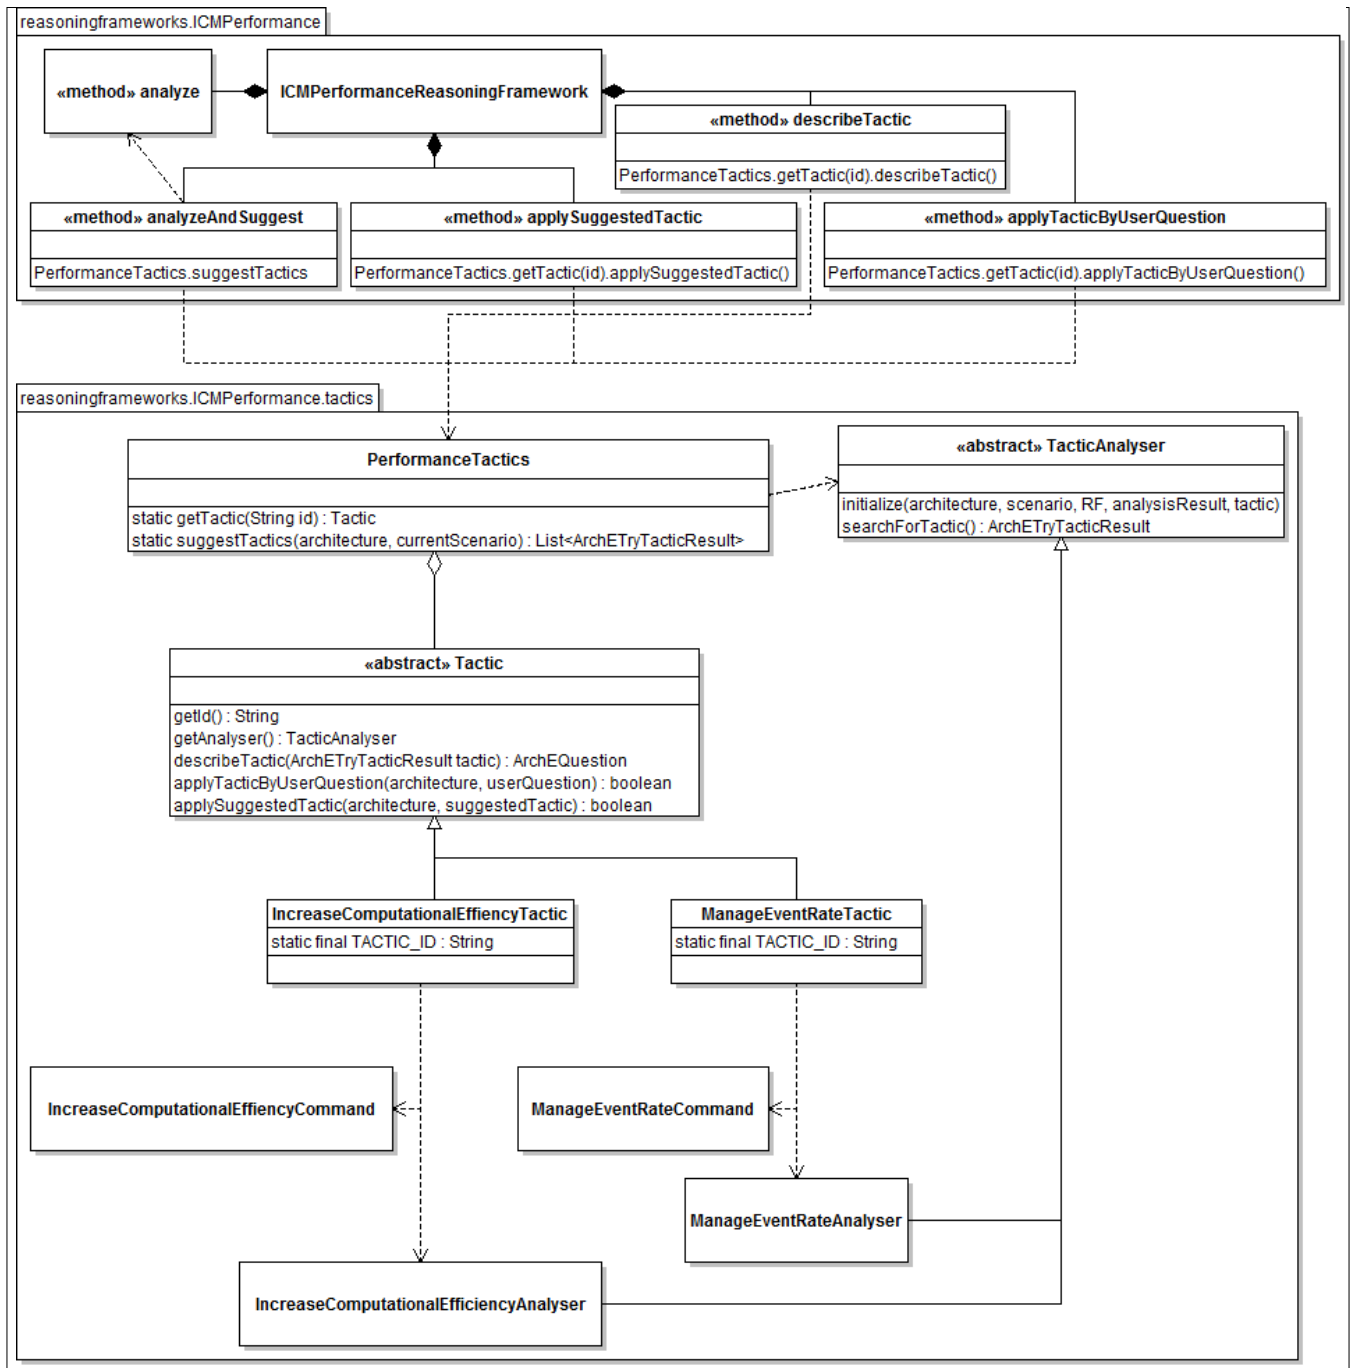 reasoningframeworks.ICMPerformance
«method» analyze
ICMPerformanceReasoningFramework
«method» describeTactic
PerformanceTactics.getTactic(id).describeTactic()
«method» analyzeAndSuggest
PerformanceTactics.suggestTactics
«method» applySuggestedTactic
PerformanceTactics.getTactic(id).applySuggestedTactic()
«method» applyTacticByUserQuestion
PerformanceTactics.getTactic(id).applyTacticByUserQuestion()
reasoningframeworks.ICMPerformance.tactics
PerformanceTactics
static getTactic(String id) : Tactic
static suggestTactics(architecture, currentScenario) : List<ArchETryTacticResult>
«abstract» TacticAnalyser
initialize(architecture, scenario, RF, analysisResult, tactic)
searchForTactic() : ArchETryTacticResult
«abstract» Tactic
getId() : String
getAnalyser() : TacticAnalyser
describeTactic(ArchETryTacticResult tactic) : ArchEQuestion
applyTacticByUserQuestion(architecture, userQuestion) : boolean
applySuggestedTactic(architecture, suggestedTactic) : boolean
IncreaseComputationalEffiencyTactic
static final TACTIC_ID : String
ManageEventRateTactic
static final TACTIC_ID : String
IncreaseComputationalEffiencyCommand
ManageEventRateCommand
ManageEventRateAnalyser
IncreaseComputationalEfficiencyAnalyser